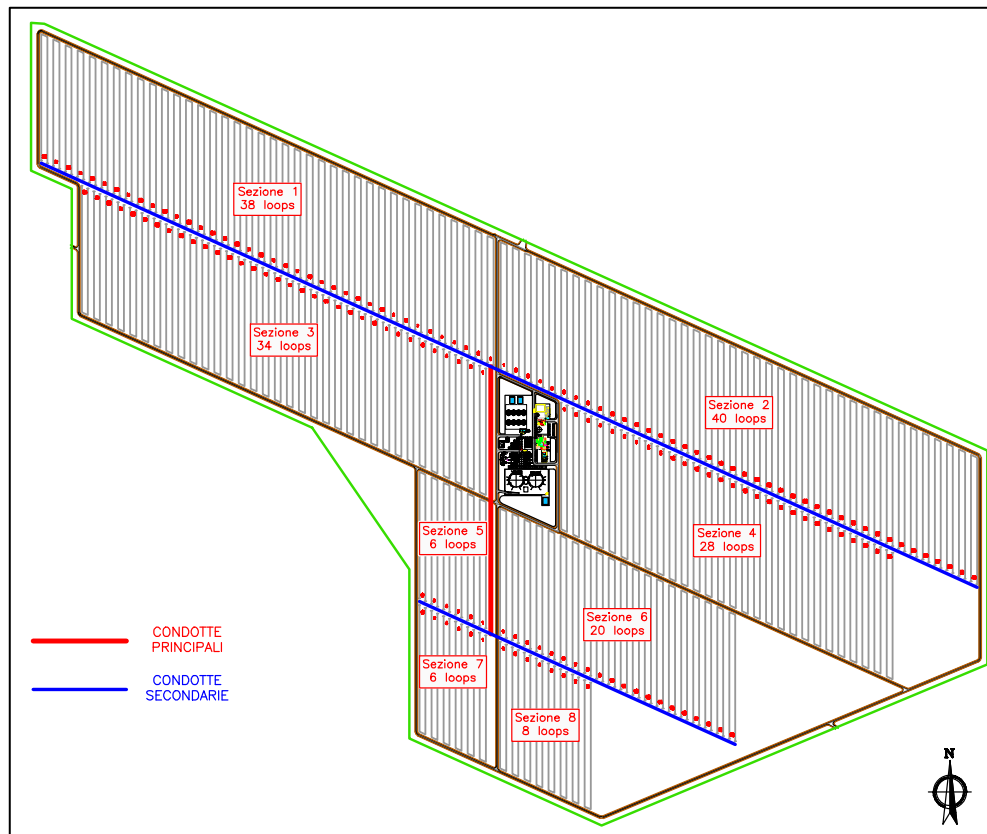 Sezione 1
38 loops
Sezione 3
34 loops
Sezione 2
40 loops
Sezione 4
28 loops
Sezione 5
6 loops
Sezione 6
20 loops
Sezione 7
6 loops
Sezione 8
8 loops
CONDOTTE
PRINCIPALI
CONDOTTE
SECONDARIE
N